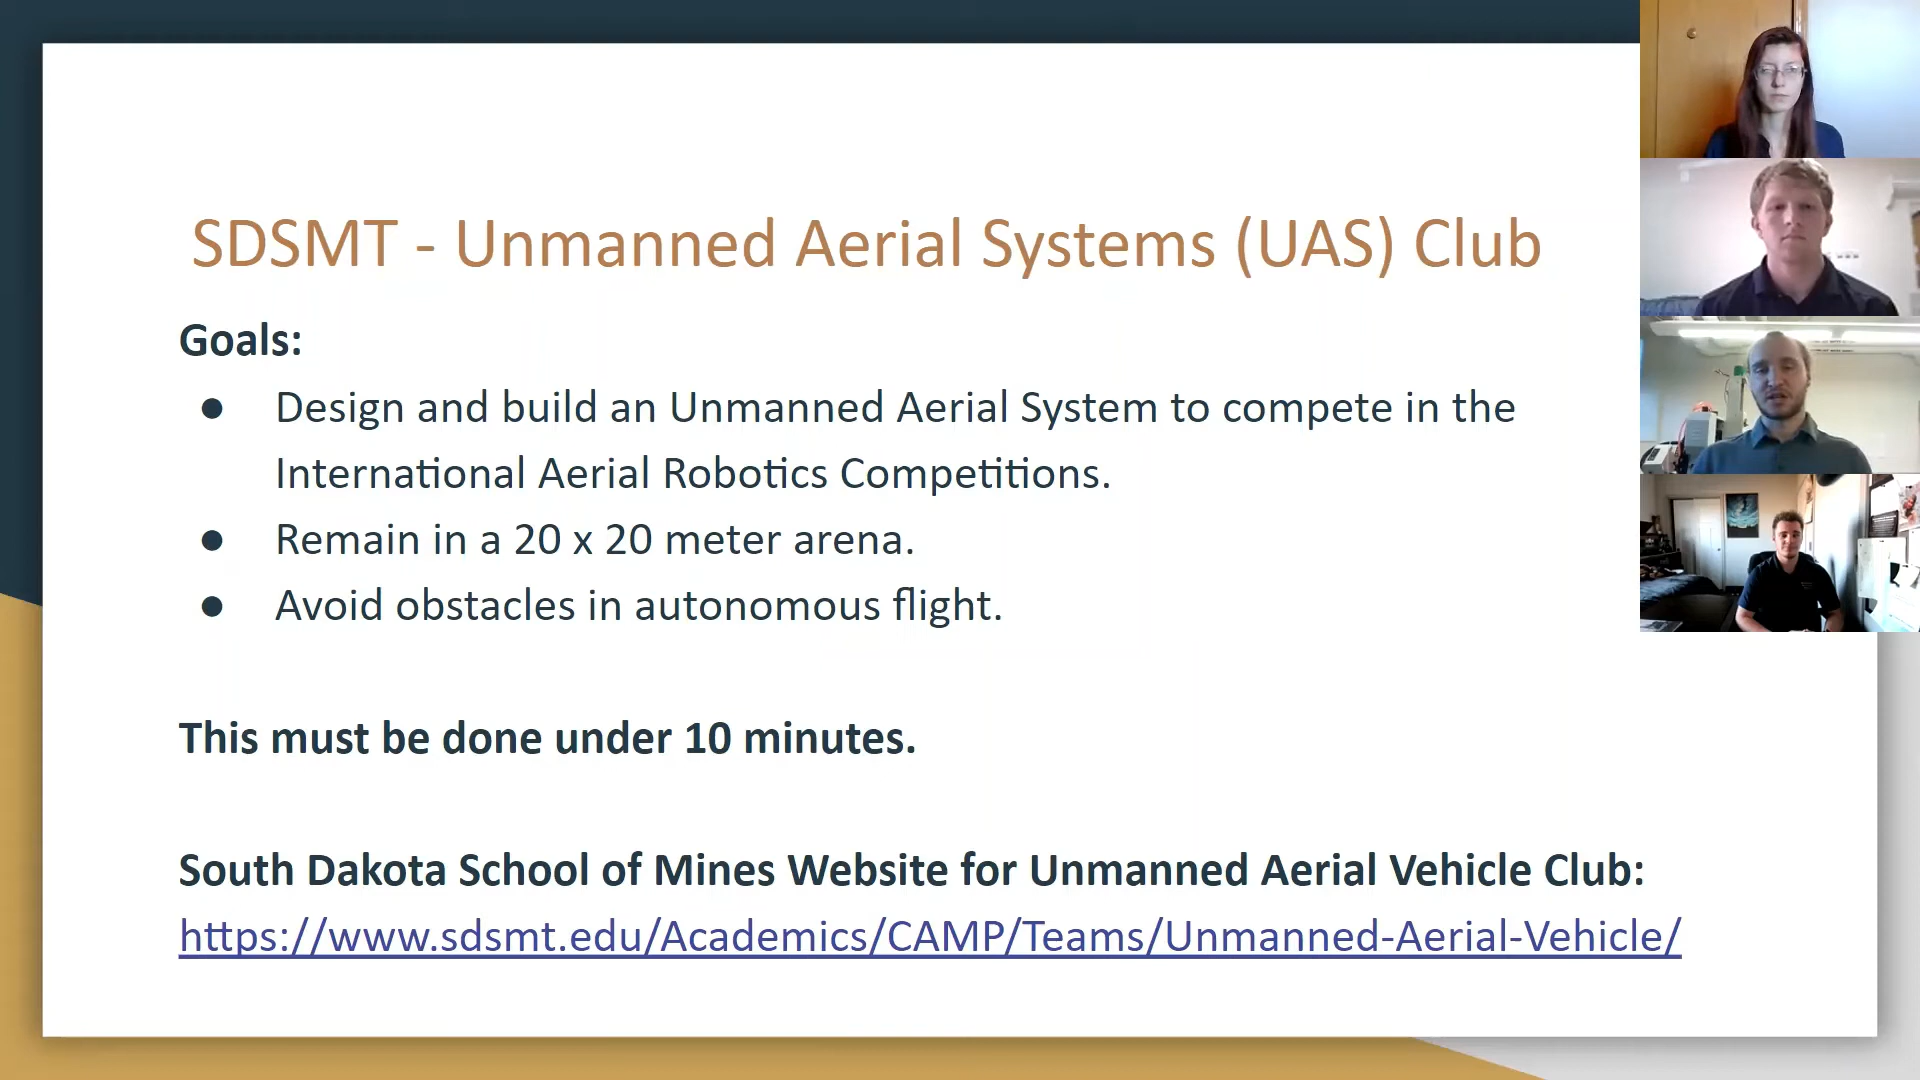 SDSMT - Unmanned Aerial Systems (UAS) Club
Goals:
● Design and build an Unmanned Aerial System to compete in the
International Aerial Robotics Competitions.
● Remain in a 20 x 20 meter arena.
● Avoid obstacles in autonomous flight.
This must be done under 10 minutes.
South Dakota School of Mines Website for Unmanned Aerial Vehicle Club:
https://www.sdsmt.edu/Academics/CAMP/Teams/Unmanned-Aerial-Vehicle/